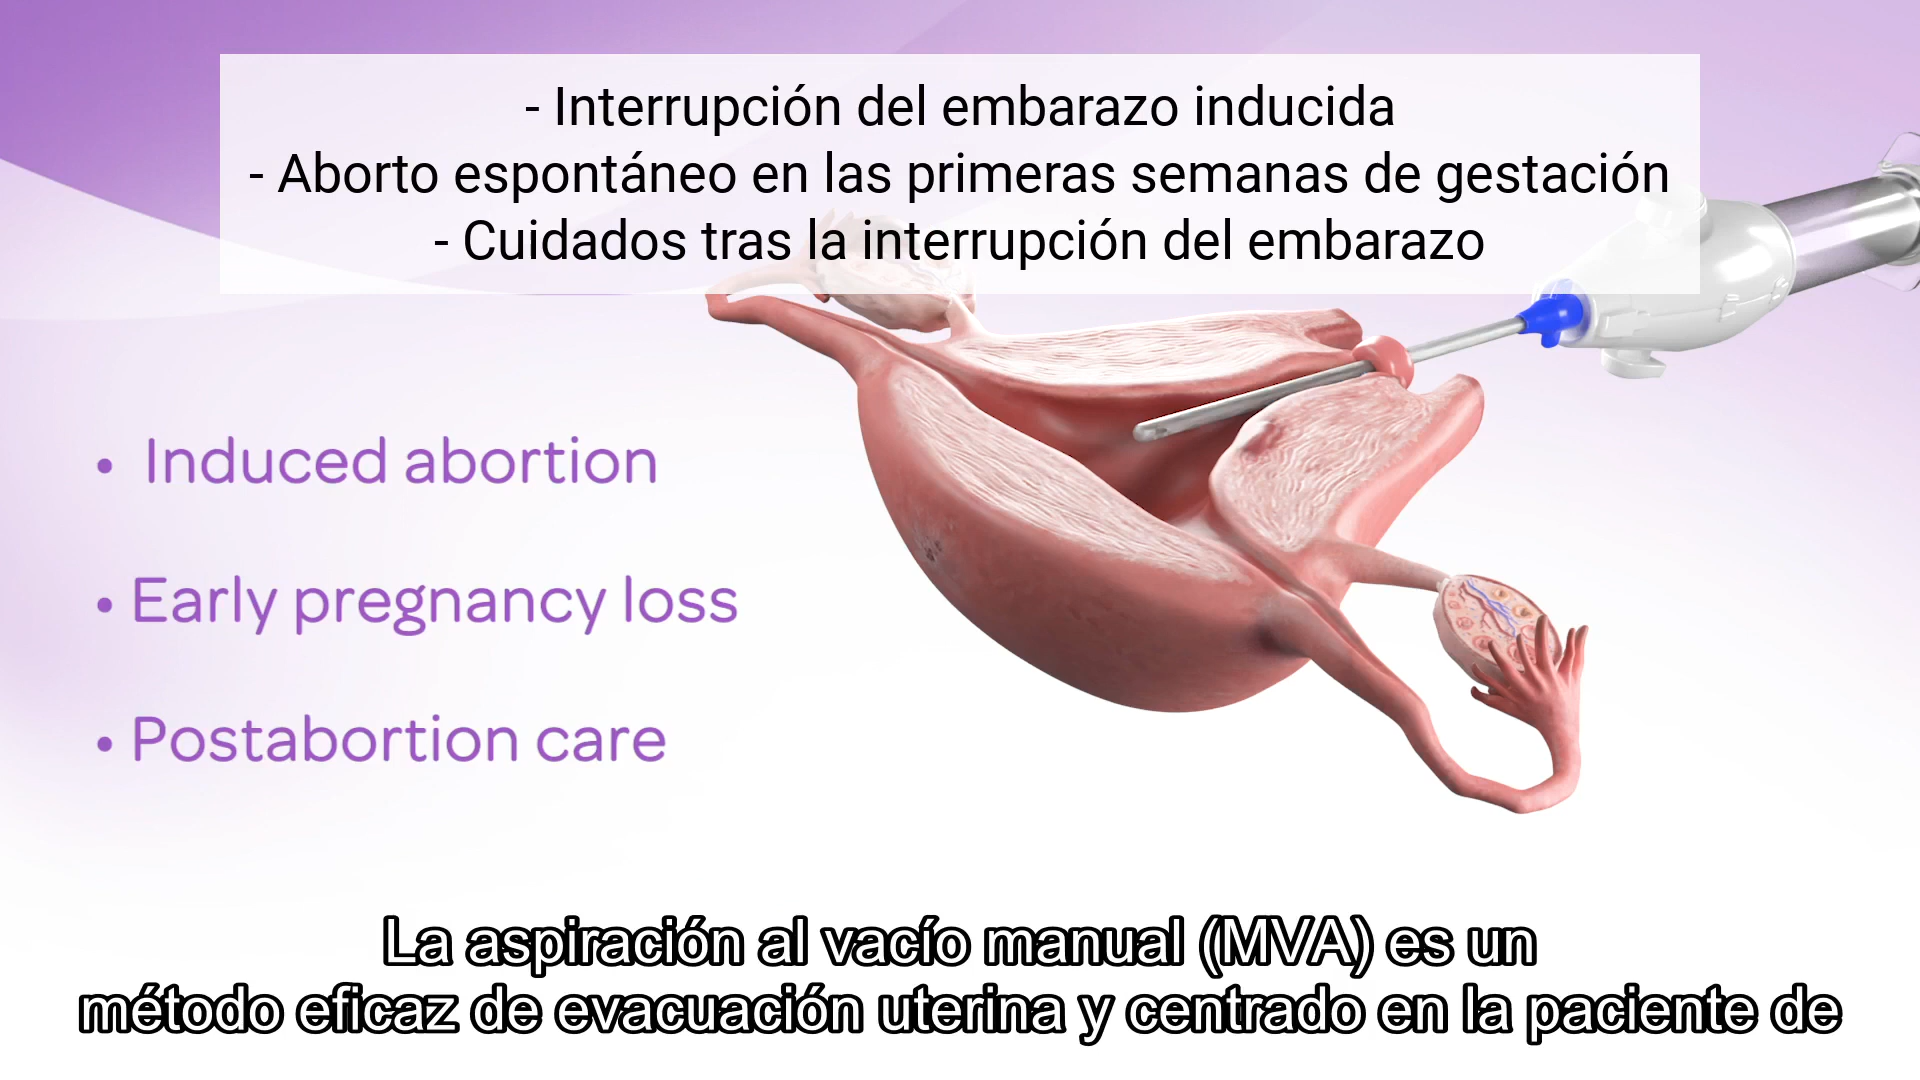 - Interrupción del embarazo inducida
- Aborto espontáneo en las primeras semanas de gestación
- Cuidados tras la interrupción del embarazo
• Induced abortion
• Early pregnancy loss
• Postabortion care
La aspiración al vacío manual (MVA) es un
método eficaz de evacuación uterina y centrado en la paciente de